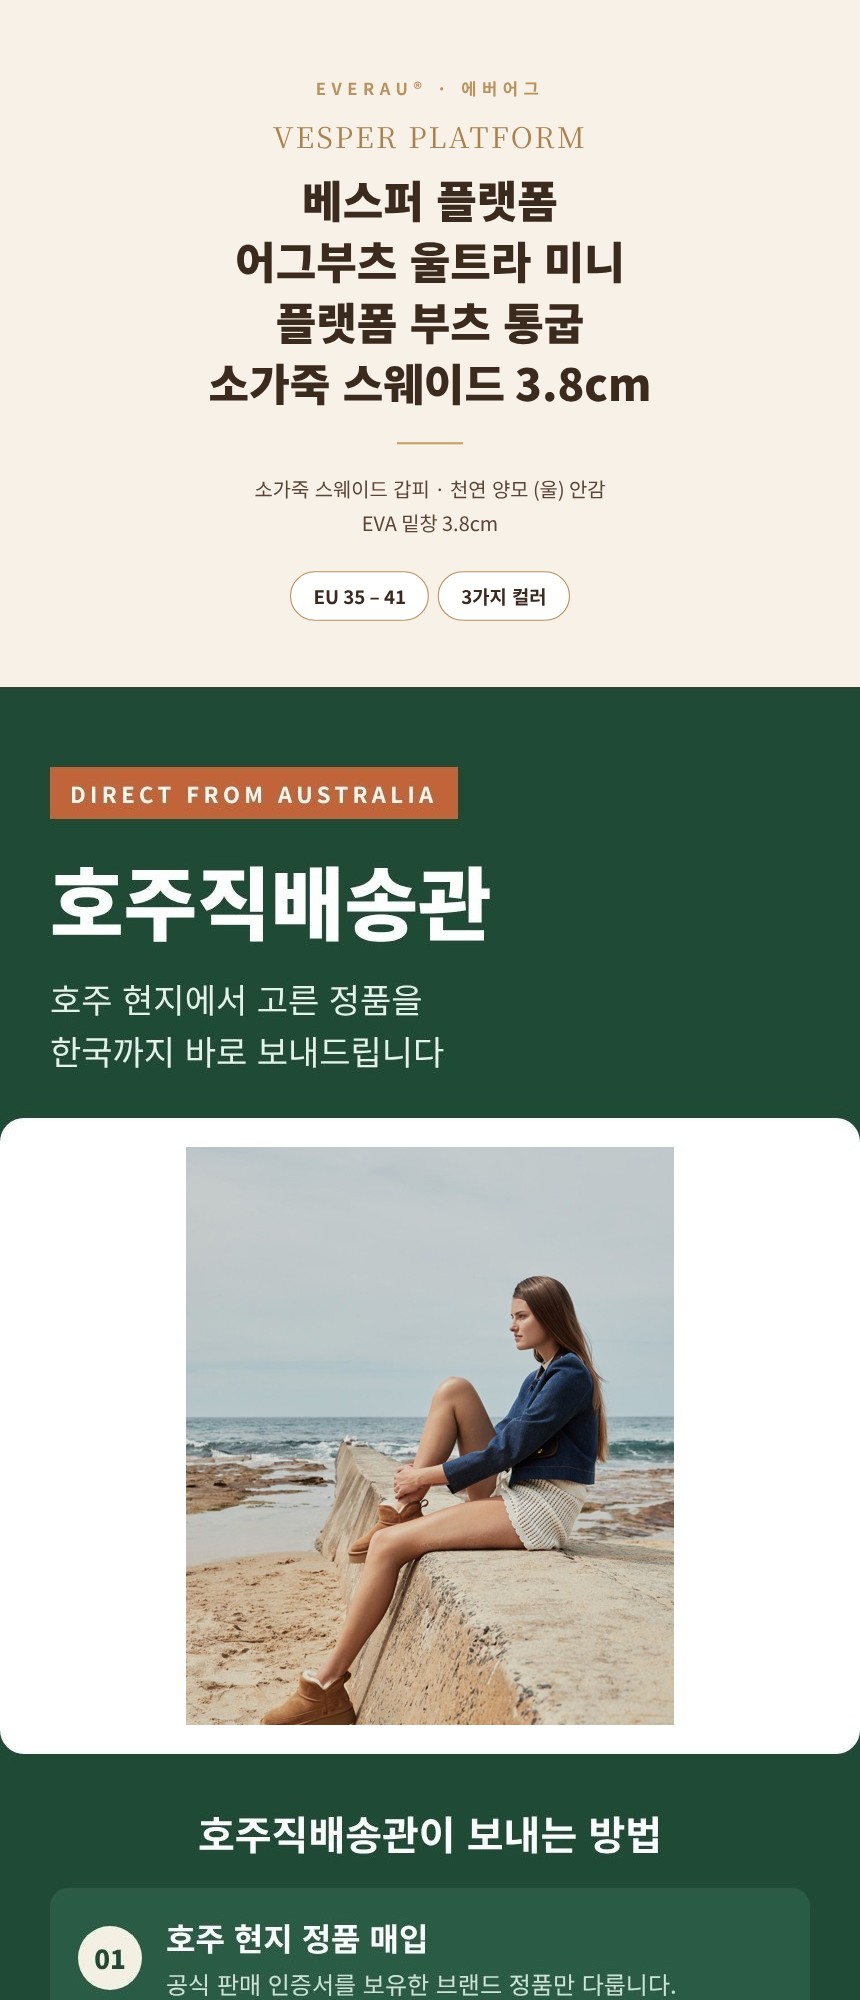 EVERAU® · 에버어그
VESPER PLATFORM
베스퍼 플랫폼
어그부츠 울트라 미니
플랫폼 부츠 통굽
소가죽 스웨이드 3.8cm
소가죽 스웨이드 갑피 · 천연 양모 (울) 안감
EVA 밑창 3.8cm
EU 35 – 41
3가지 컬러
DIRECT FROM AUSTRALIA
호주직배송관
호주 현지에서 고른 정품을
한국까지 바로 보내드립니다
호주직배송관이 보내는 방법
01
호주 현지 정품 매입
공식 판매 인증서를 보유한 브랜드 정품만 다룹니다.